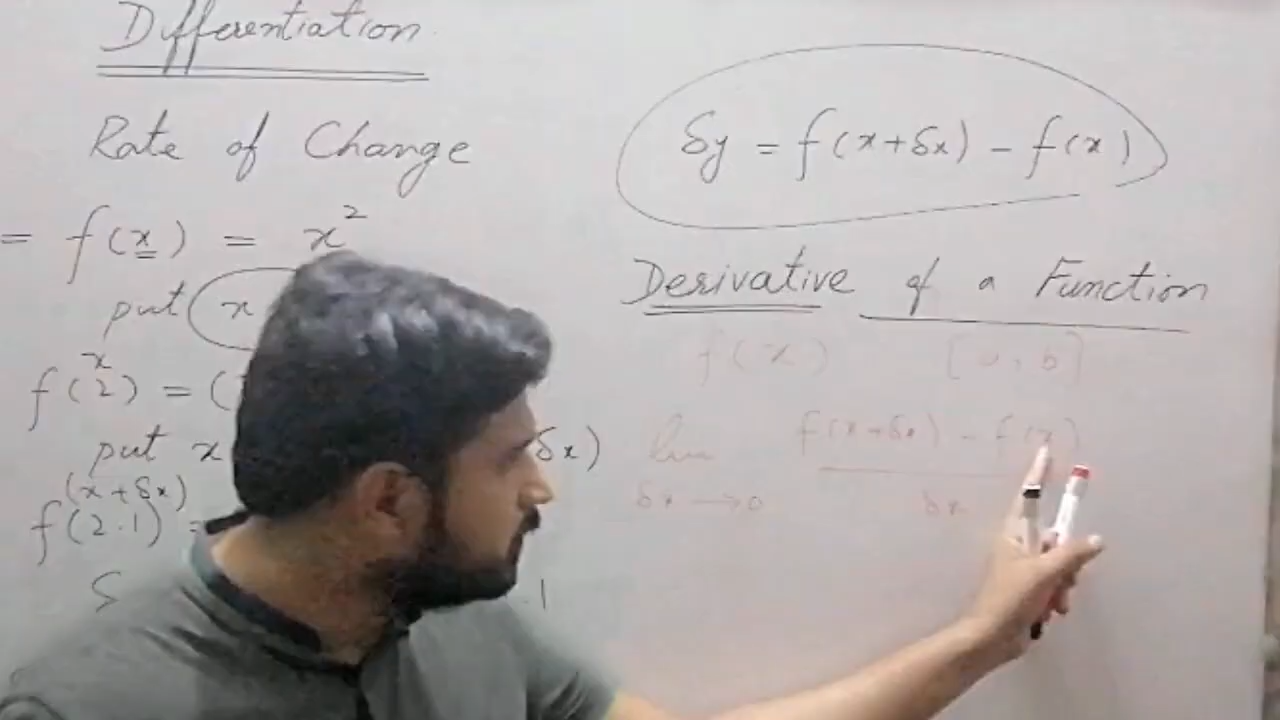 Differentiation
Rate of Change
= f(x) = x²
put x
x
f(2) = (
put x δx)
(x + δx)
f(2.1) =
δy = f(x+δx) - f(x)
Derivative of a Function
f(x) [a, b]
lim f(x+δx) - f(x)
δx → 0 δx